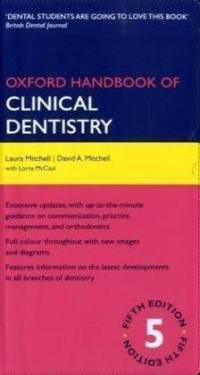 'DENTAL STUDENTS ARE GOING TO LOVE THIS BOOK'
British Dental Journal
OXFORD HANDBOOK OF
CLINICAL
DENTISTRY
Laura Mitchell | David A. Mitchell
with Lorna McCaul
Extensive updates, with up-to-the-minute
guidance on communication, practice
management, and orthodontics
Full colour throughout with new images
and diagrams
Features information on the latest developments
in all branches of dentistry
FIFTH EDITION
5
FIFTH EDITION